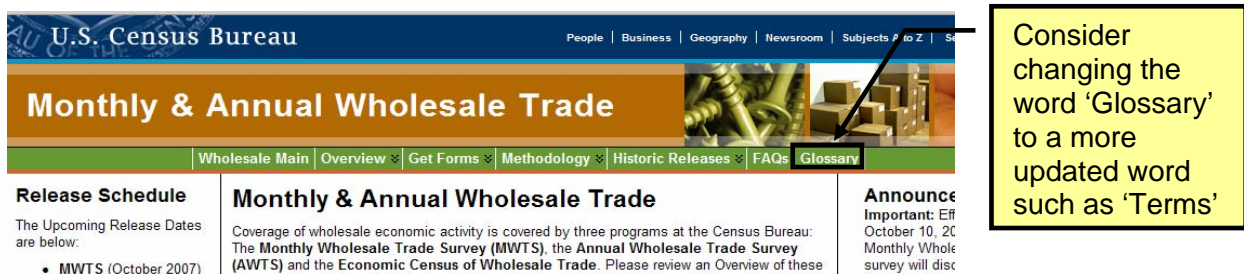 U.S. Census Bureau
People | Business | Geography | Newsroom | Subjects A to Z |
Monthly & Annual Wholesale Trade
Wholesale Main | Overview | Get Forms | Methodology | Historic Releases | FAQs Glossary
Release Schedule
The Upcoming Release Dates
are below:
• MWTS (October 2007)
Monthly & Annual Wholesale Trade
Coverage of wholesale economic activity is covered by three programs at the Census Bureau:
The Monthly Wholesale Trade Survey (MWTS), the Annual Wholesale Trade Survey
(AWTS) and the Economic Census of Wholesale Trade. Please review an Overview of these
Announce
Important: Eff
October 10, 20
Monthly Whole
survey will disc
Consider
changing the
word ‘Glossary’
to a more
updated word
such as ‘Terms’